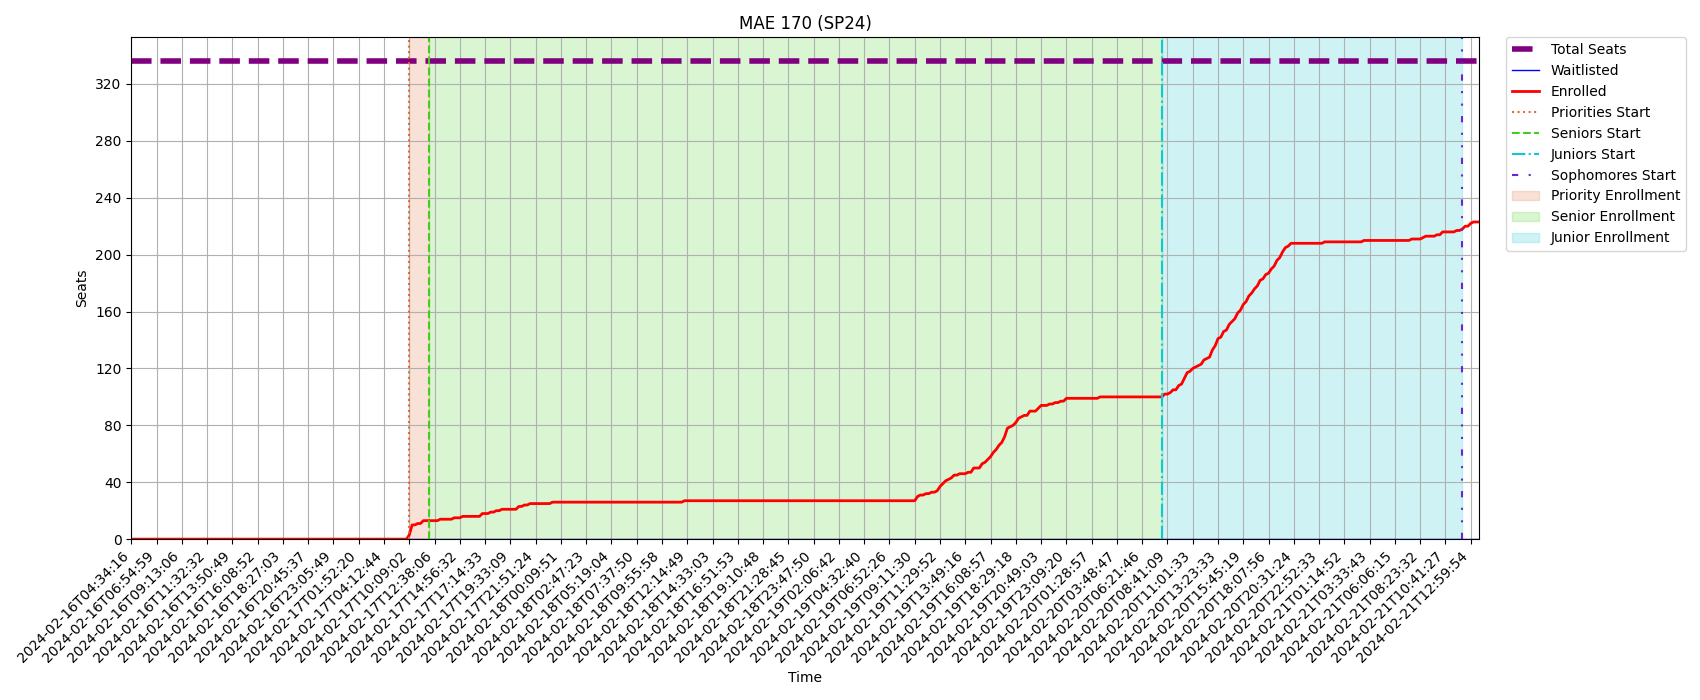 MAE 170 (SP24)
Seats
320
280
240
200
160
120
80
40
0
2024-02-16T04:34:16
2024-02-16T06:54:59
2024-02-16T09:13:06
2024-02-16T11:32:32
2024-02-16T13:50:49
2024-02-16T16:08:52
2024-02-16T18:27:03
2024-02-16T20:45:37
2024-02-16T23:05:49
2024-02-17T01:52:20
2024-02-17T04:12:44
2024-02-17T10:09:02
2024-02-17T12:38:06
2024-02-17T14:56:32
2024-02-17T17:14:33
2024-02-17T19:33:09
2024-02-17T21:51:24
2024-02-18T00:09:51
2024-02-18T02:47:23
2024-02-18T05:19:04
2024-02-18T07:37:50
2024-02-18T09:55:58
2024-02-18T12:14:49
2024-02-18T14:33:03
2024-02-18T16:51:53
2024-02-18T19:10:48
2024-02-18T21:28:45
2024-02-18T23:47:50
2024-02-19T02:06:42
2024-02-19T04:32:40
2024-02-19T06:52:26
2024-02-19T09:11:30
2024-02-19T11:29:52
2024-02-19T13:49:16
2024-02-19T16:08:57
2024-02-19T18:29:18
2024-02-19T20:49:03
2024-02-19T23:09:20
2024-02-20T01:28:57
2024-02-20T03:48:47
2024-02-20T06:21:46
2024-02-20T08:41:09
2024-02-20T11:01:33
2024-02-20T13:23:33
2024-02-20T15:45:19
2024-02-20T18:07:56
2024-02-20T20:31:24
2024-02-20T22:52:33
2024-02-21T01:14:52
2024-02-21T03:33:43
2024-02-21T06:06:15
2024-02-21T08:23:32
2024-02-21T10:41:27
2024-02-21T12:59:54
Time
Total Seats
Waitlisted
Enrolled
Priorities Start
Seniors Start
Juniors Start
Sophomores Start
Priority Enrollment
Senior Enrollment
Junior Enrollment